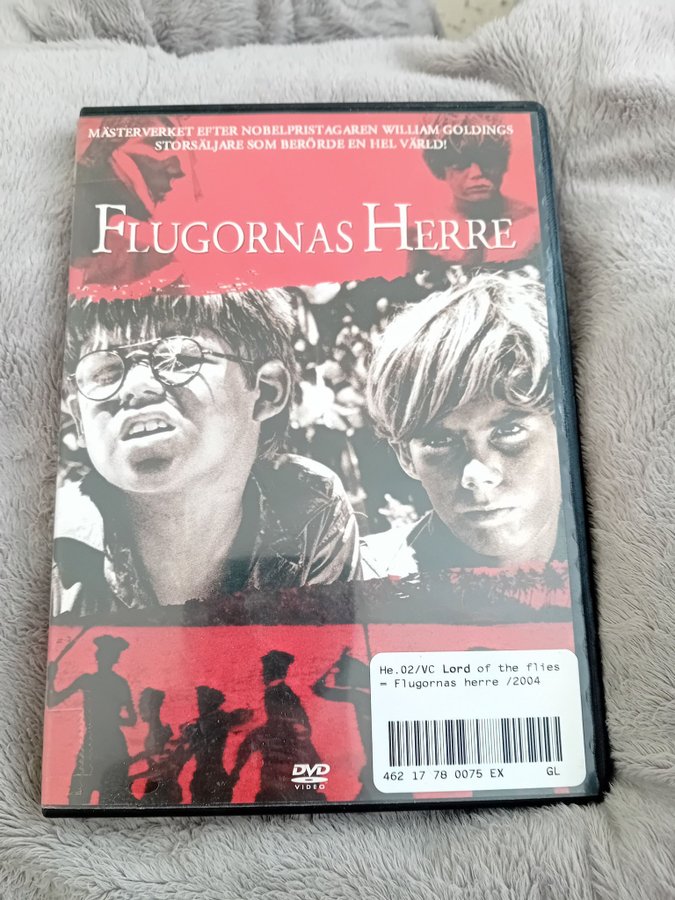 MÄSTERVERKET EFTER NOBELPRISTAGAREN WILLIAM GOLDINGS
STORSÄLJARE SOM BERÖRDE EN HEL VÄRLD!
FLUGORNAS HERRE
He.02/VC Lord of the flies
= Flugornas herre /2004
462 17 78 0075 EX GL
DVD
VIDEO